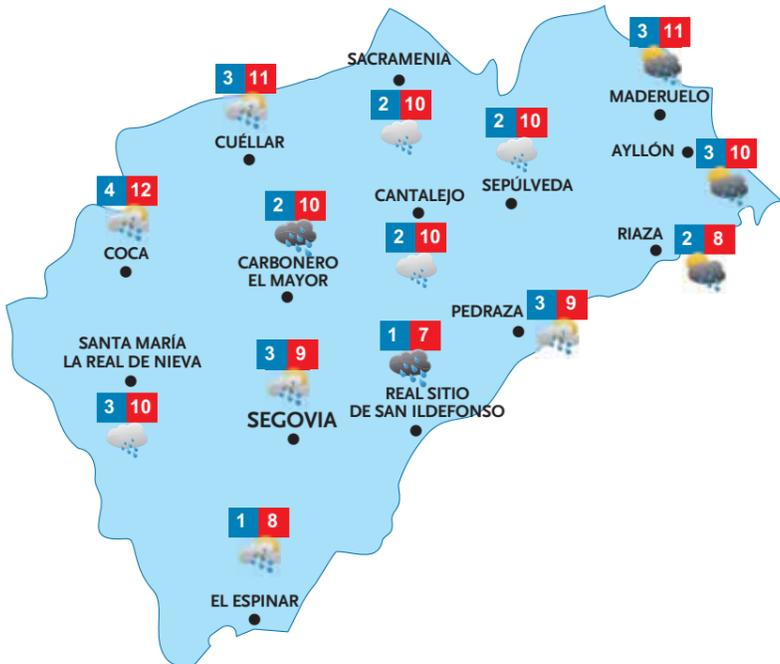 3 11
MADERUELO
SACRAMENIA
2 10
3 11
CUÉLLAR
2 10
SEPÚLVEDA
AYLLÓN
3 10
4 12
COCA
2 10
CARBONERO
EL MAYOR
CANTALEJO
2 10
RIAZA
2 8
PEDRAZA
3 9
SANTA MARÍA
LA REAL DE NIEVA
3 10
3 9
SEGOVIA
1 7
REAL SITIO
DE SAN ILDEFONSO
1 8
EL ESPINAR